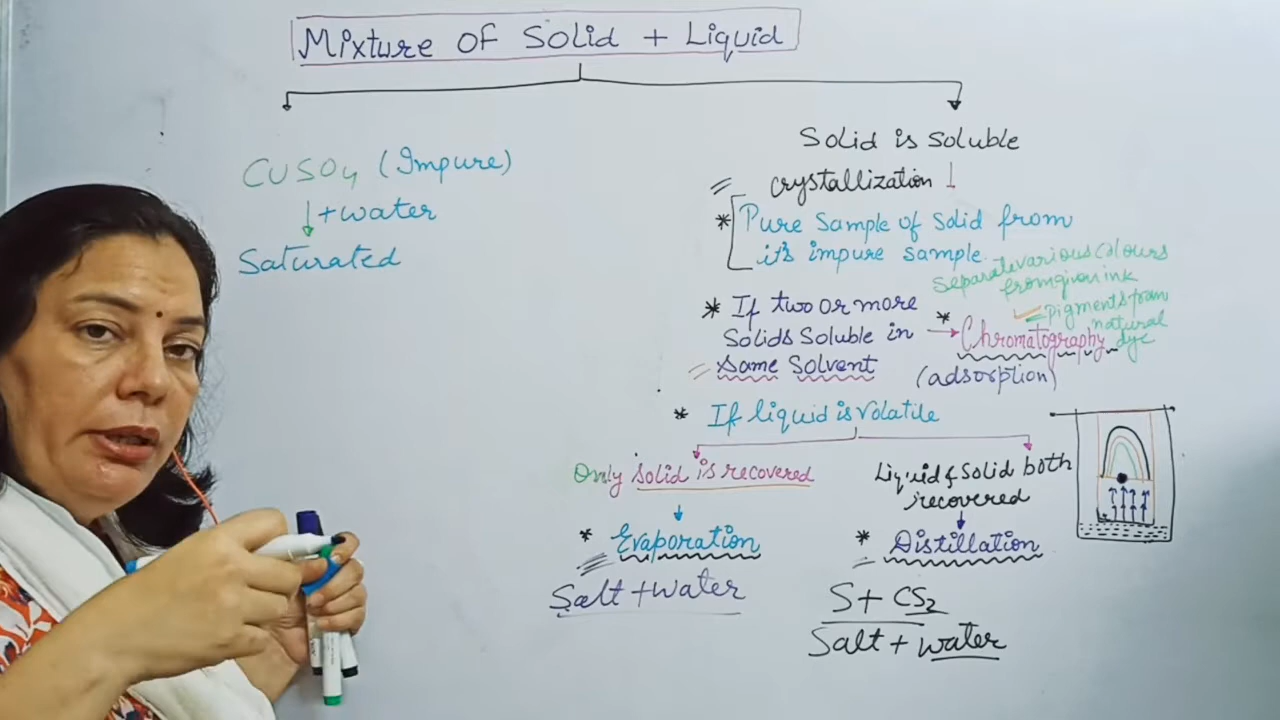 Mixture of Solid + Liquid
CuSO4 (Impure)
+water
Saturated
Solid is soluble
crystallization
* Pure sample of solid from
it's impure sample
separate various colours
from given ink
pigments from
natural
dye
* If two or more
solids soluble in
same solvent
* Chromatography
(adsorption)
* If liquid is volatile
Only solid is recovered
* Evaporation
Salt + water
Liquid & Solid both
recovered
* Distillation
S + CS2
Salt + water